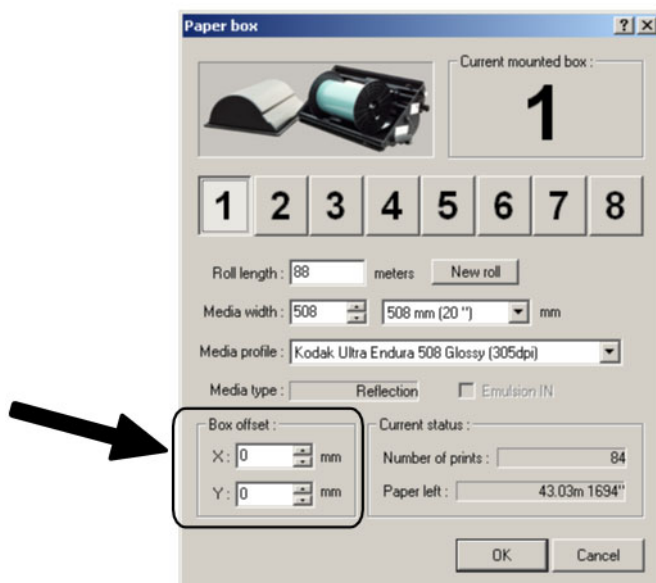 Paper box
Current mounted box :
1
1 2 3 4 5 6 7 8
Roll length : 88 meters New roll
Media width : 508 508 mm (20 '') mm
Media profile : Kodak Ultra Endura 508 Glossy (305dpi)
Media type : Reflection Emulsion IN
Box offset : Current status :
X : 0 mm Number of prints : 84
Y : 0 mm Paper left : 43.03m 1694''
OK Cancel